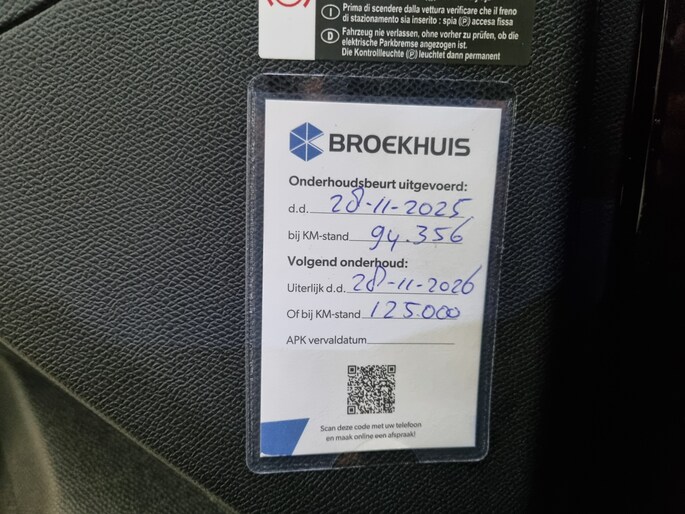 I Prima di scendere dalla vettura verificare che il freno
di stazionamento sia inserito : spia (P) accesa fissa
D Fahrzeug nie verlassen, ohne vorher zu prüfen, ob die
elektrische Parkbremse angezogen ist.
Die Kontrolleuchte (P) leuchtet dann permanent
BROEKHUIS
Onderhoudsbeurt uitgevoerd:
d.d. 28-11-2025
bij KM-stand 94.356
Volgend onderhoud:
Uiterlijk d.d. 28-11-2026
Of bij KM-stand 125.000
APK vervaldatum
Scan deze code met uw telefoon
en maak online een afspraak!